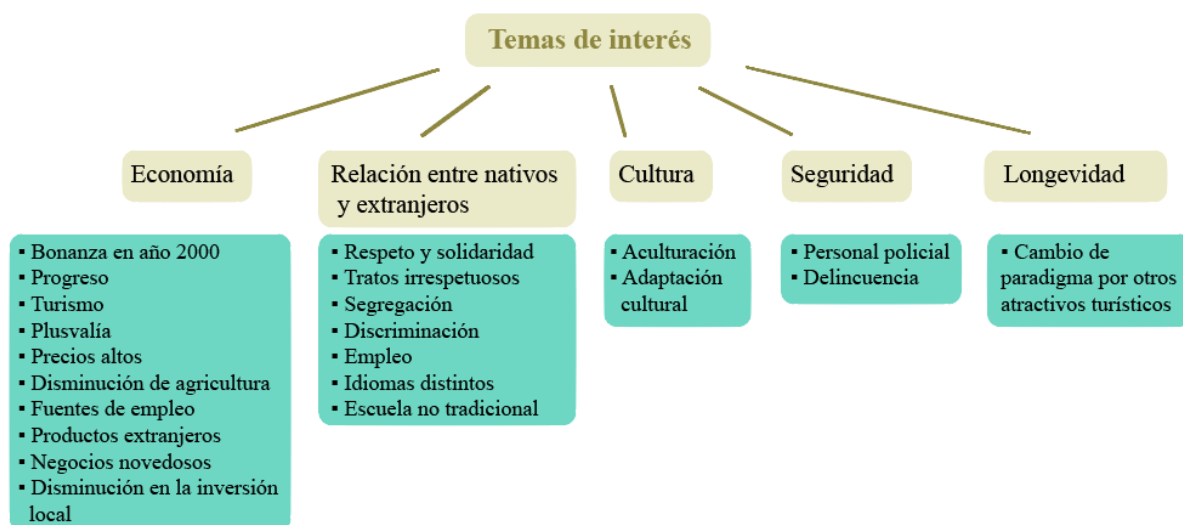 Temas de interés
Economía
▪ Bonanza en año 2000
▪ Progreso
▪ Turismo
▪ Plusvalía
▪ Precios altos
▪ Disminución de agricultura
▪ Fuentes de empleo
▪ Productos extranjeros
▪ Negocios novedosos
▪ Disminución en la inversión
local
Relación entre nativos
y extranjeros
▪ Respeto y solidaridad
▪ Tratos irrespetuosos
▪ Segregación
▪ Discriminación
▪ Empleo
▪ Idiomas distintos
▪ Escuela no tradicional
Cultura
▪ Aculturación
▪ Adaptación
cultural
Seguridad
▪ Personal policial
▪ Delincuencia
Longevidad
▪ Cambio de
paradigma por otros
atractivos turísticos